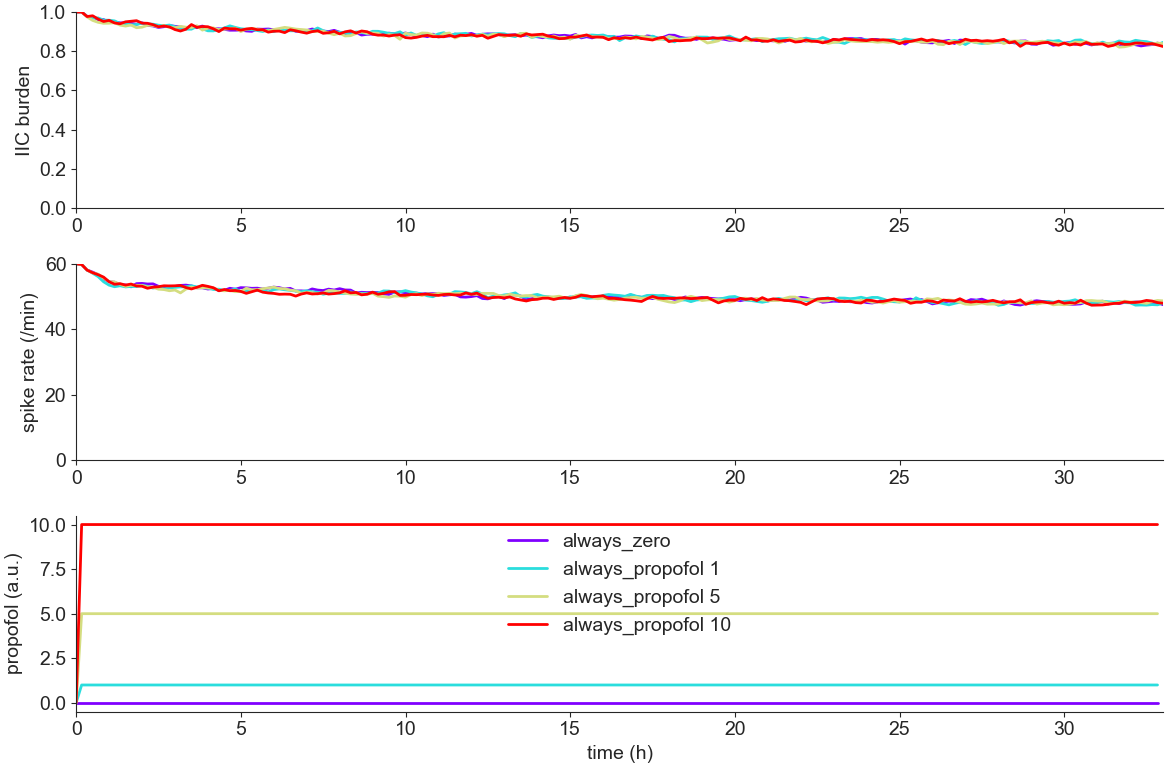 1.0
0.8
0.6
0.4
0.2
0.0
IIC burden
0 5 10 15 20 25 30
60
40
20
0
spike rate (/min)
0 5 10 15 20 25 30
10.0
7.5
5.0
2.5
0.0
propofol (a.u.)
always_zero
always_propofol 1
always_propofol 5
always_propofol 10
0 5 10 15 20 25 30
time (h)